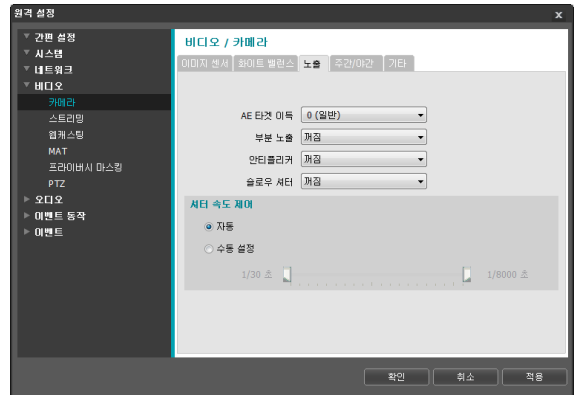 원격 설정
x
간편 설정
시스템
네트워크
비디오
카메라
스트리밍
웹캐스팅
MAT
프라이버시 마스킹
PTZ
오디오
이벤트 동작
이벤트
비디오 / 카메라
이미지 센서 화이트 밸런스 노출 주간/야간 기타
AE 타겟 이득 0 (일반)
부분 노출 꺼짐
안티플리커 꺼짐
슬로우 셔터 꺼짐
셔터 속도 제어
자동
수동 설정
1/30 초 1/8000 초
확인 취소 적용